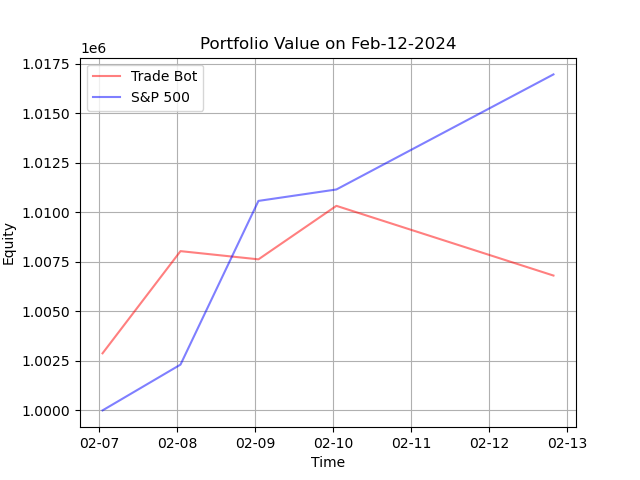 Portfolio Value on Feb-12-2024
1e6
Trade Bot
S&P 500
1.0175
1.0150
1.0125
1.0100
1.0075
1.0050
1.0025
1.0000
Equity
02-07 02-08 02-09 02-10 02-11 02-12 02-13
Time